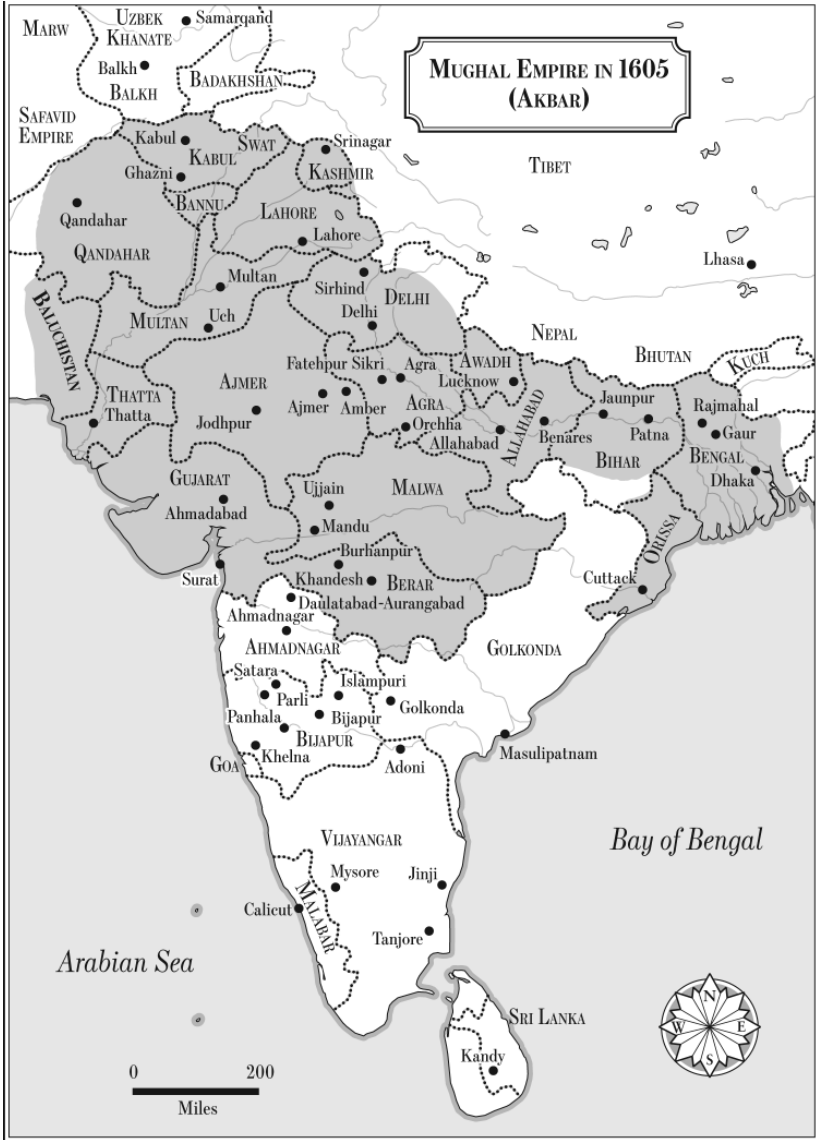 MUGHAL EMPIRE IN 1605
(AKBAR)
MARW
UZBEK
KHANATE
Samarqand
Balkh
BALKH
BADAKHSHAN
SAFAVID
EMPIRE
Kabul
KABUL
SWAT
Srinagar
KASHMIR
TIBET
Ghazni
BANNU
Qandahar
QANDAHAR
LAHORE
Lahore
Lhasa
Multan
MULTAN
Uch
Sirhind
DELHI
Delhi
BALUCHISTAN
NEPAL
BHUTAN
KUCH
THATTA
Thatta
AJMER
Ajmer
Jodhpur
Amber
Fatehpur Sikri
Agra
AGRA
Orchha
AWADH
Lucknow
Allahabad
ALLAHABAD
Benares
Jaunpur
Patna
BIHAR
Rajmahal
Gaur
BENGAL
Dhaka
GUJARAT
Ahmadabad
Ujjain
Mandu
MALWA
ORISSA
Cuttack
Surat
Burhanpur
Khandesh
BERAR
Daulatabad-Aurangabad
Ahmadnagar
AHMADNAGAR
GOLKONDA
Satara
Parli
Islampuri
Golkonda
Panhala
Bijapur
BIJAPUR
Khelna
GOA
Adoni
Masulipatnam
VIJAYANGAR
Bay of Bengal
Mysore
Jinji
MALABAR
Calicut
Tanjore
Arabian Sea
SRI LANKA
Kandy
N
W
E
S
0
200
Miles